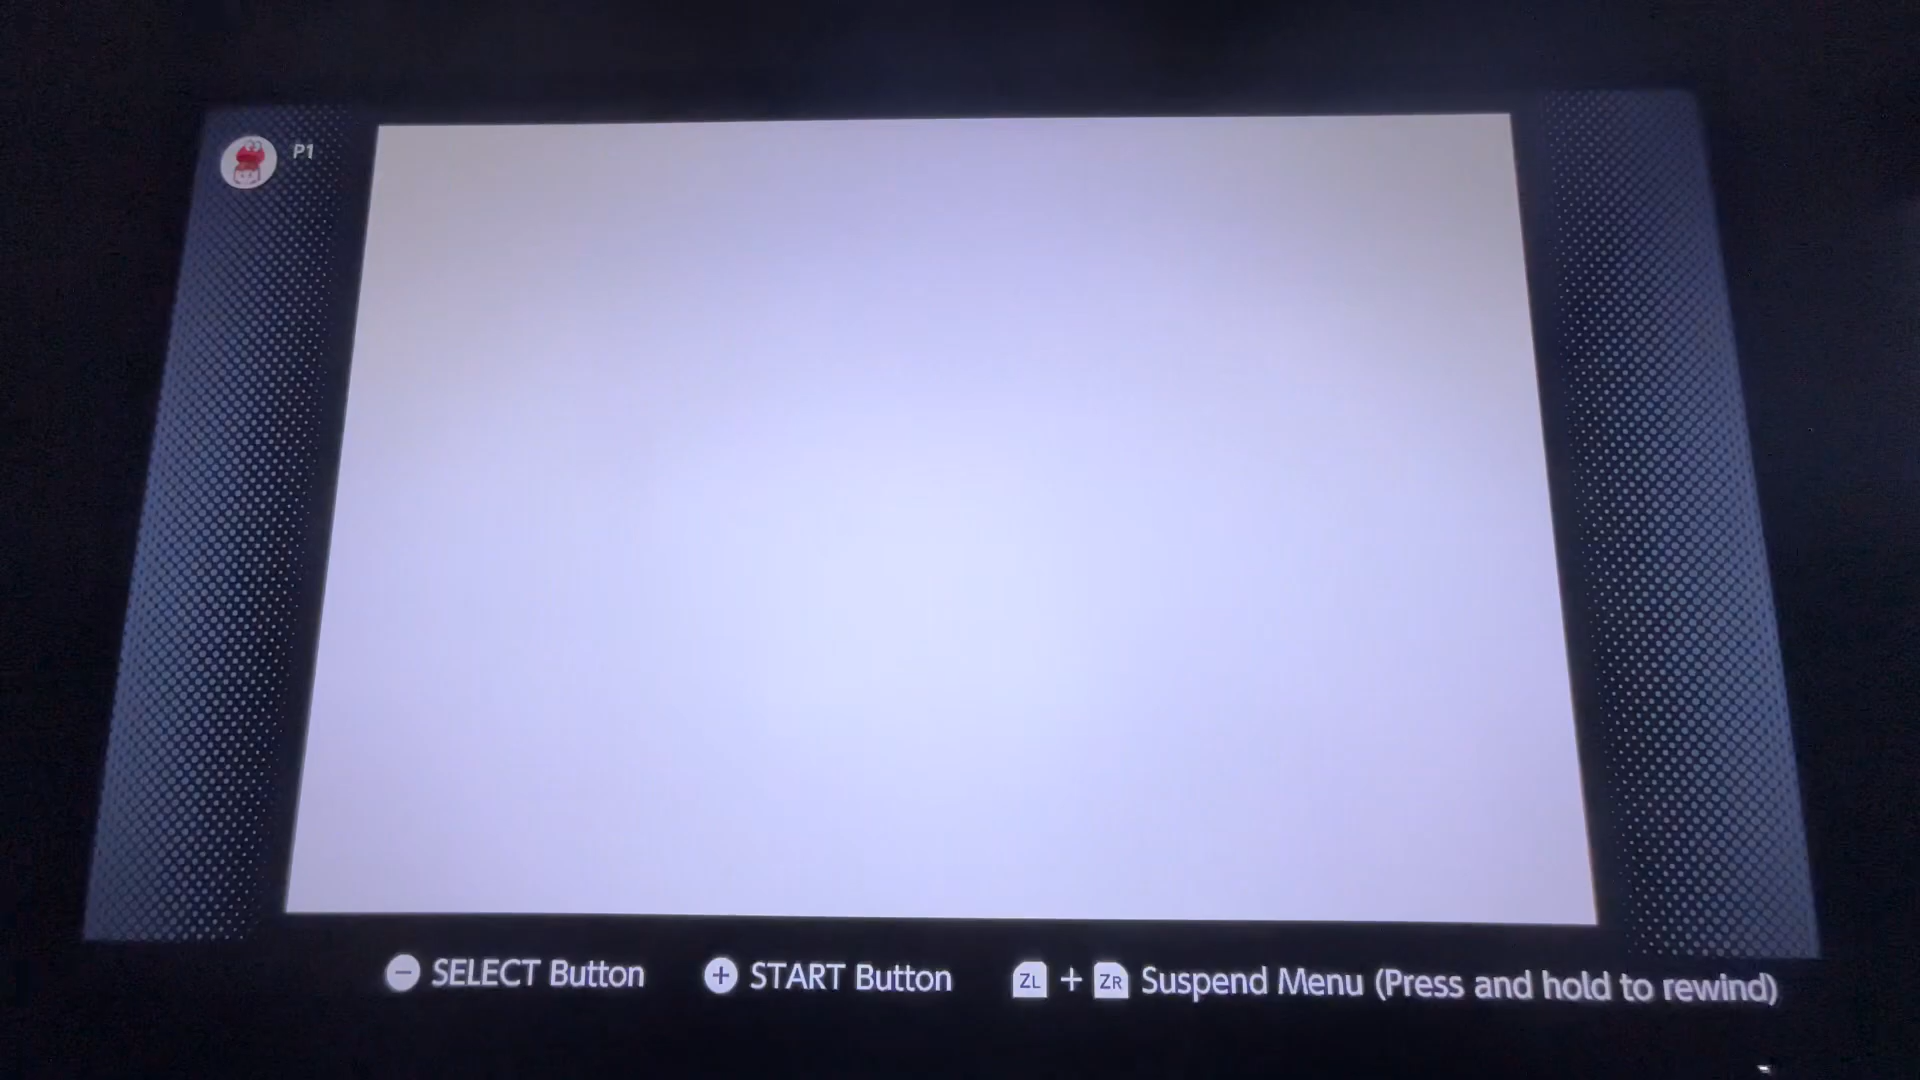 P1
SELECT Button START Button ZL + ZR Suspend Menu (Press and hold to rewind)